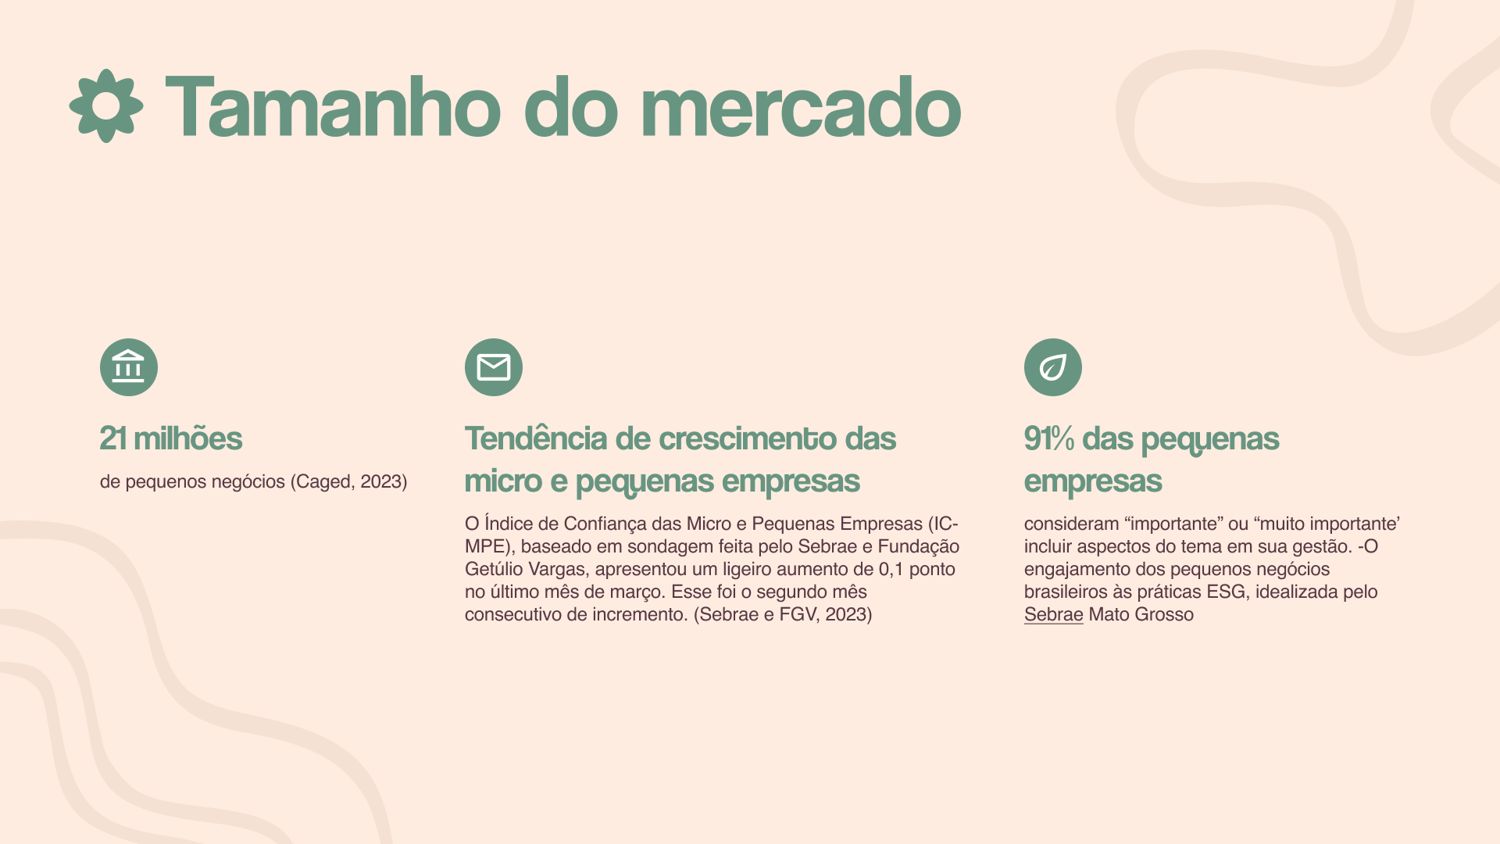 Tamanho do mercado
21 milhões
de pequenos negócios (Caged, 2023)
Tendência de crescimento das
micro e pequenas empresas
O Índice de Confiança das Micro e Pequenas Empresas (IC-
MPE), baseado em sondagem feita pelo Sebrae e Fundação
Getúlio Vargas, apresentou um ligeiro aumento de 0,1 ponto
no último mês de março. Esse foi o segundo mês
consecutivo de incremento. (Sebrae e FGV, 2023)
91% das pequenas
empresas
consideram “importante” ou “muito importante’
incluir aspectos do tema em sua gestão. -O
engajamento dos pequenos negócios
brasileiros às práticas ESG, idealizada pelo
Sebrae Mato Grosso